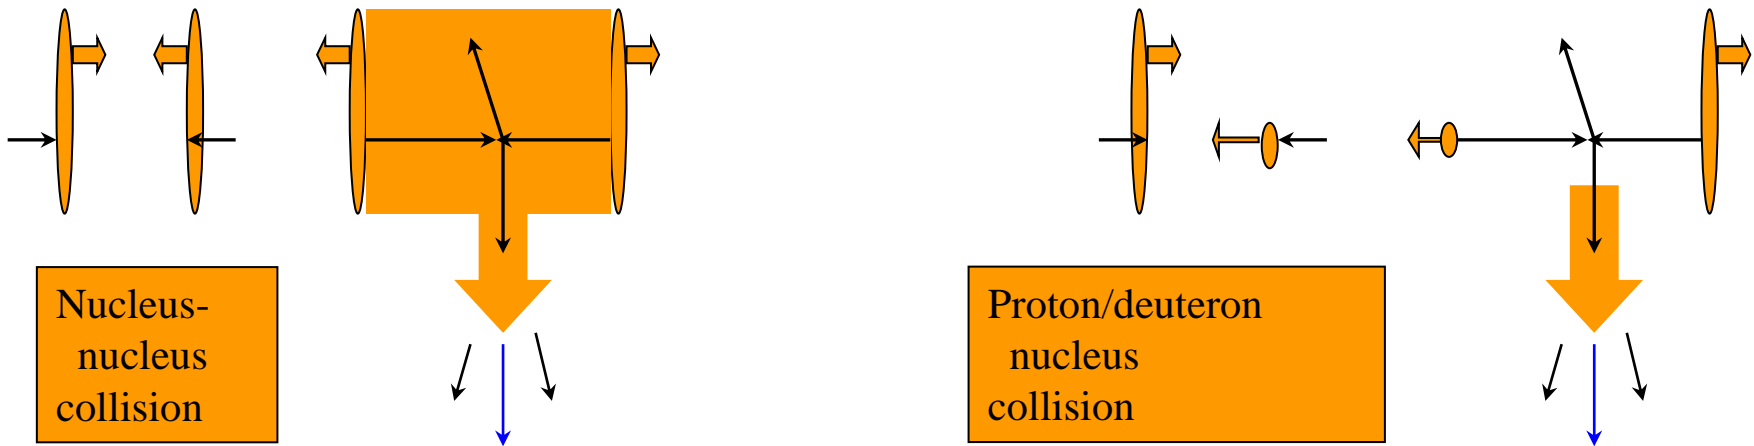 Nucleus-
nucleus
collision
Proton/deuteron
nucleus
collision